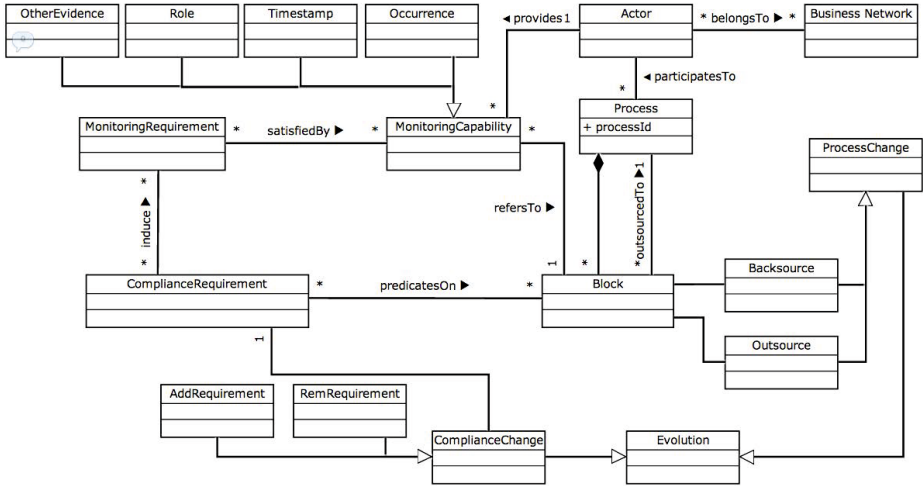 OtherEvidence
Role
Timestamp
Occurrence
◄ provides 1
Actor
* belongsTo ► *
Business Network
*
* ◄ participatesTo
Process
+ processId
MonitoringRequirement
* satisfiedBy ► *
MonitoringCapability
*
ProcessChange
* induce ► *
refersTo ► 1
*
* outsourcedTo ► 1
ComplianceRequirement
* predicatesOn ► *
Block
Backsource
Outsource
1
AddRequirement
RemRequirement
ComplianceChange
Evolution